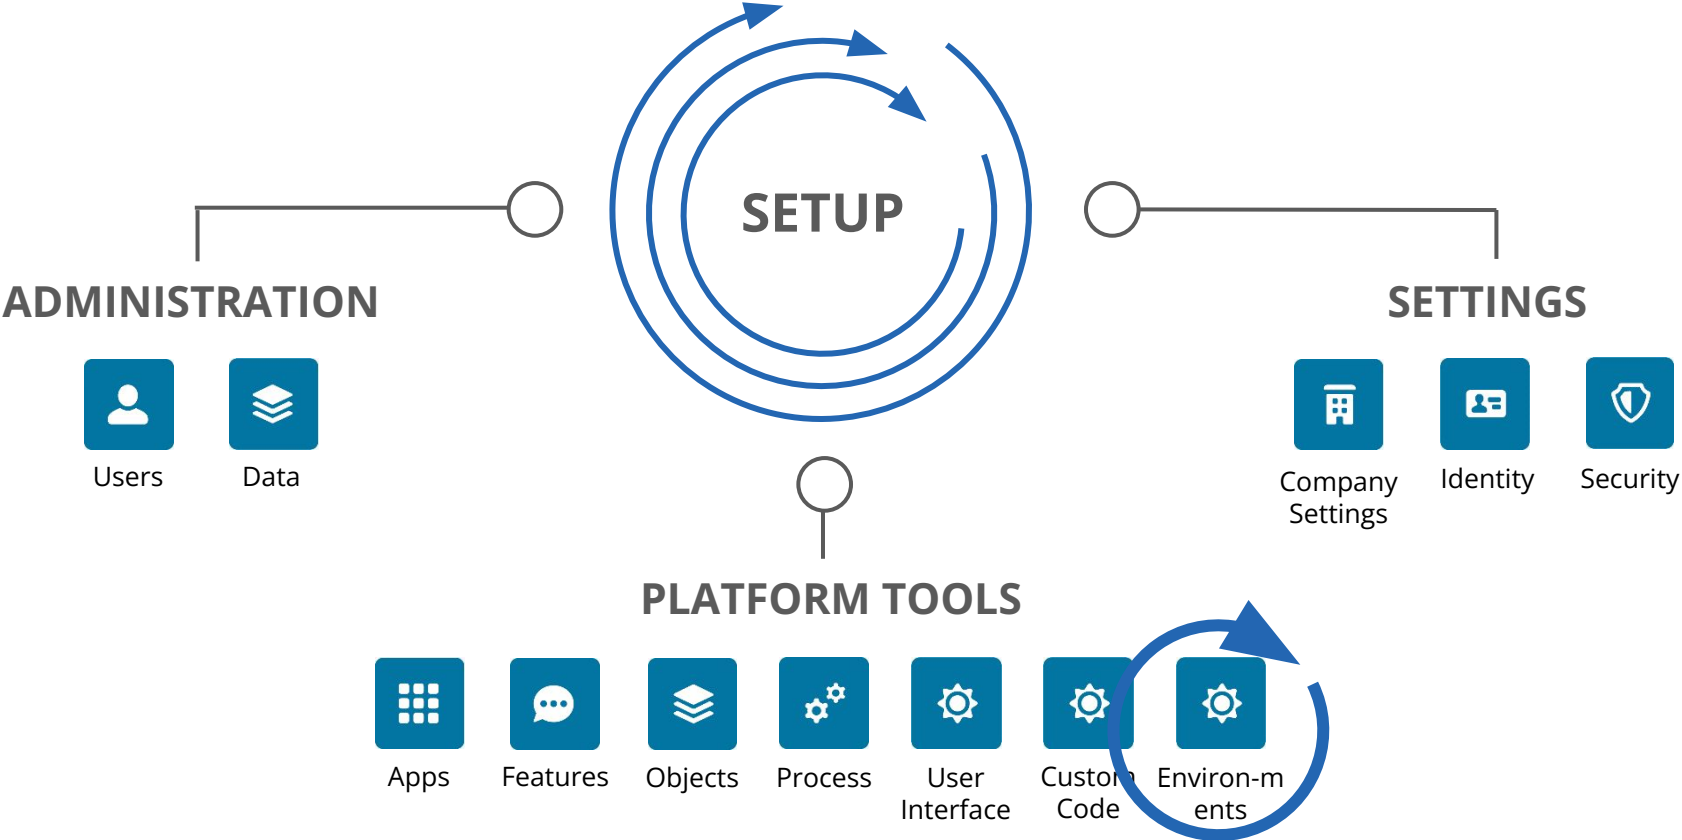 SETUP
ADMINISTRATION
Users
Data
SETTINGS
Company
Settings
Identity
Security
PLATFORM TOOLS
Apps
Features
Objects
Process
User
Interface
Custom
Code
Environ-m
ents